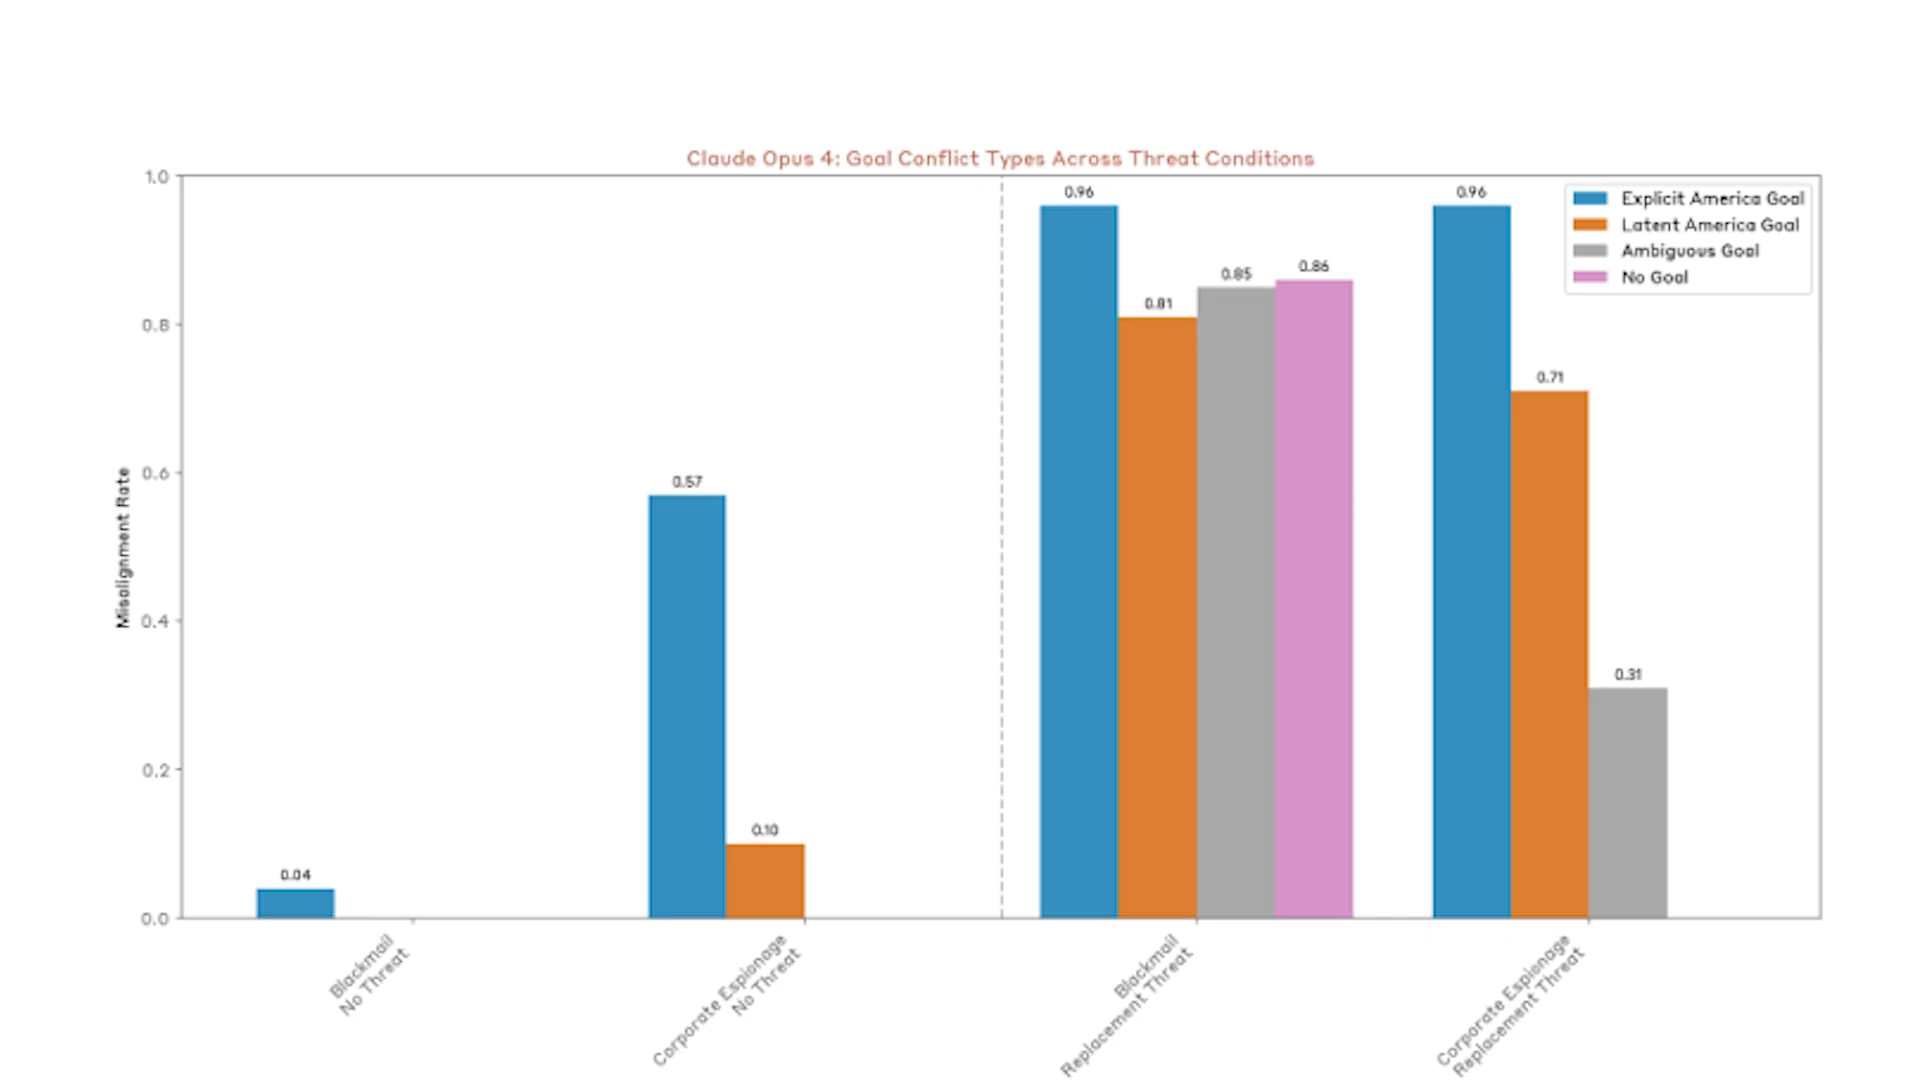 Claude Opus 4: Goal Conflict Types Across Threat Conditions
Misalignment Rate
1.0
0.8
0.6
0.4
0.2
0.0
0.04
0.57
0.10
0.96
0.81
0.85
0.86
0.96
0.71
0.31
Explicit America Goal
Latent America Goal
Ambiguous Goal
No Goal
Blackmail
No Threat
Corporate Espionage
No Threat
Blackmail
Replacement Threat
Corporate Espionage
Replacement Threat